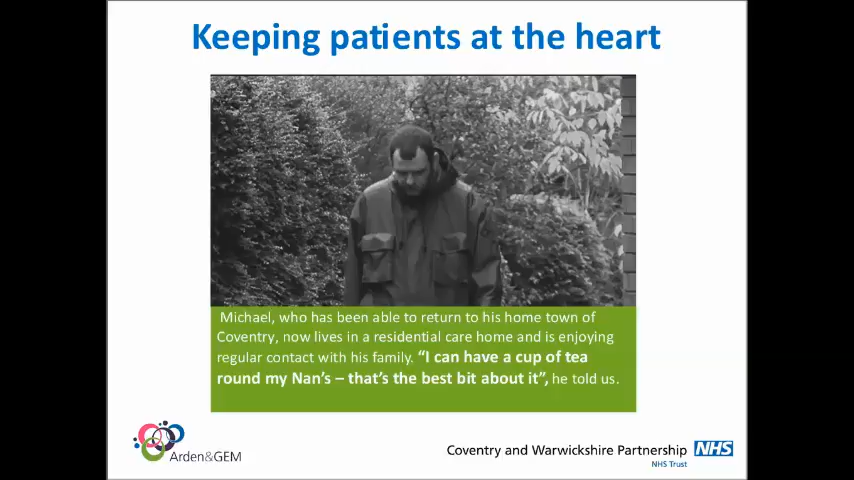 Keeping patients at the heart
Michael, who has been able to return to his home town of
Coventry, now lives in a residential care home and is enjoying
regular contact with his family. “I can have a cup of tea
round my Nan’s – that’s the best bit about it”, he told us.
Arden&GEM
Coventry and Warwickshire Partnership NHS
NHS Trust